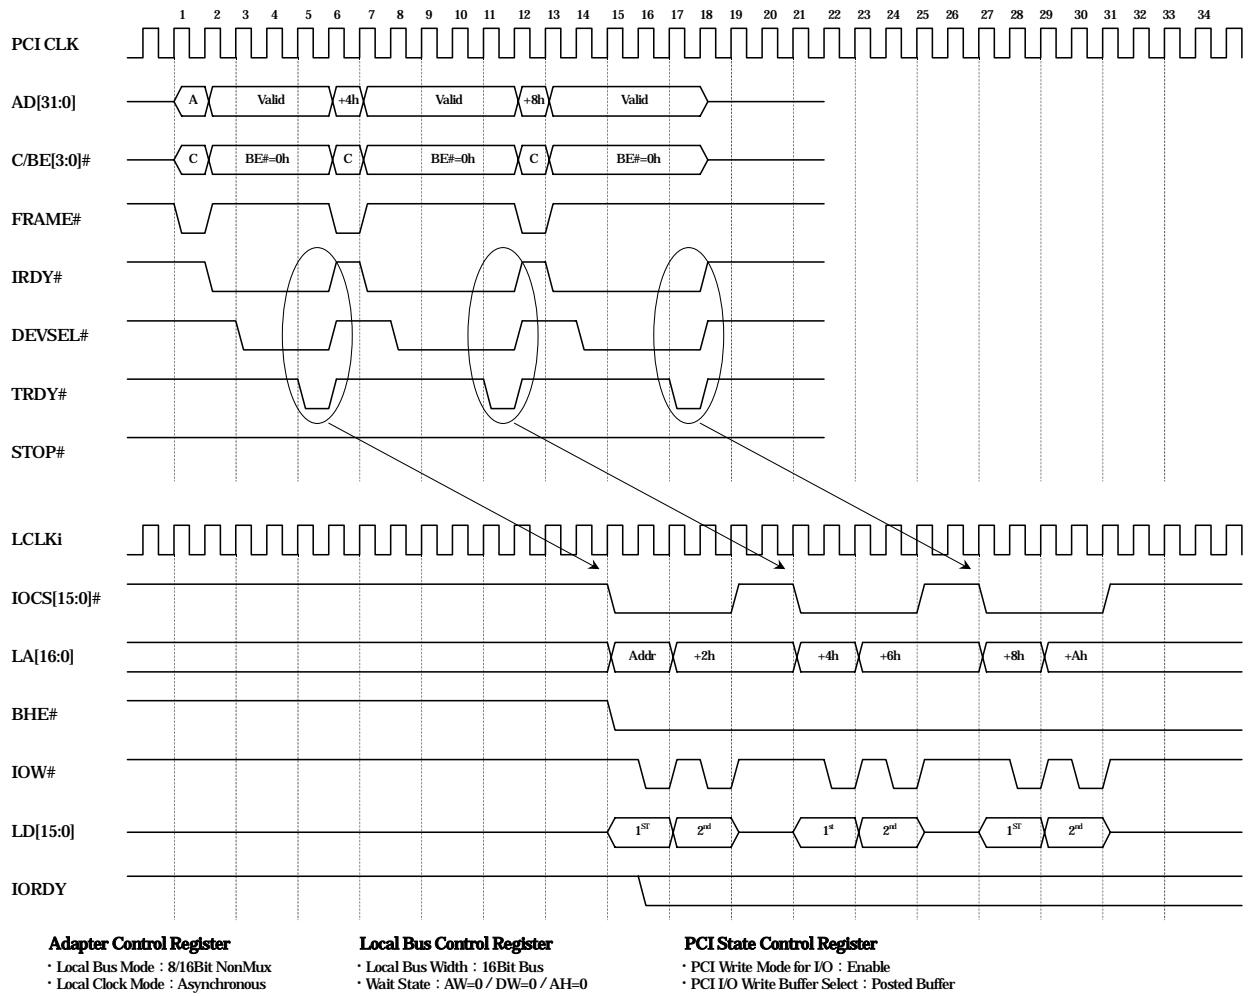 1 2 3 4 5 6 7 8 9 10 11 12 13 14 15 16 17 18 19 20 21 22 23 24 25 26 27 28 29 30 31 32 33 34
PCI CLK
AD[31:0] A Valid +4h Valid +8h Valid
C/BE[3:0]# C BE#=0h C BE#=0h C BE#=0h
FRAME#
IRDY#
DEVSEL#
TRDY#
STOP#
LCLKi
IOCS[15:0]#
LA[16:0] Addr +2h +4h +6h +8h +Ah
BHE#
IOW#
LD[15:0] 1ST 2nd 1st 2nd 1ST 2nd
IORDY
Adapter Control Register Local Bus Control Register PCI State Control Register
・Local Bus Mode：8/16Bit NonMux ・Local Bus Width：16Bit Bus ・PCI Write Mode for I/O：Enable
・Local Clock Mode：Asynchronous ・Wait State：AW=0 / DW=0 / AH=0 ・PCI I/O Write Buffer Select：Posted Buffer